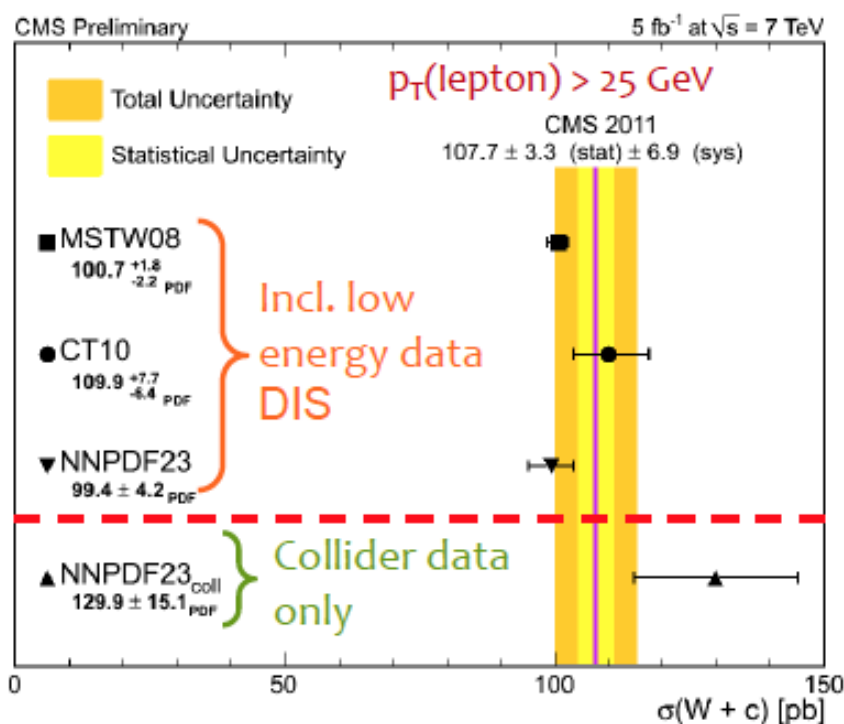 CMS Preliminary
5 fb⁻¹ at √s = 7 TeV
Total Uncertainty
Statistical Uncertainty
p_T(lepton) > 25 GeV
CMS 2011
107.7 ± 3.3 (stat) ± 6.9 (sys)
MSTW08
100.7 +1.8 -2.2 PDF
CT10
109.9 +7.7 -6.4 PDF
NNPDF23
99.4 ± 4.2 PDF
Incl. low
energy data
DIS
NNPDF23_coll
129.9 ± 15.1 PDF
Collider data
only
0 50 100 150
σ(W + c) [pb]